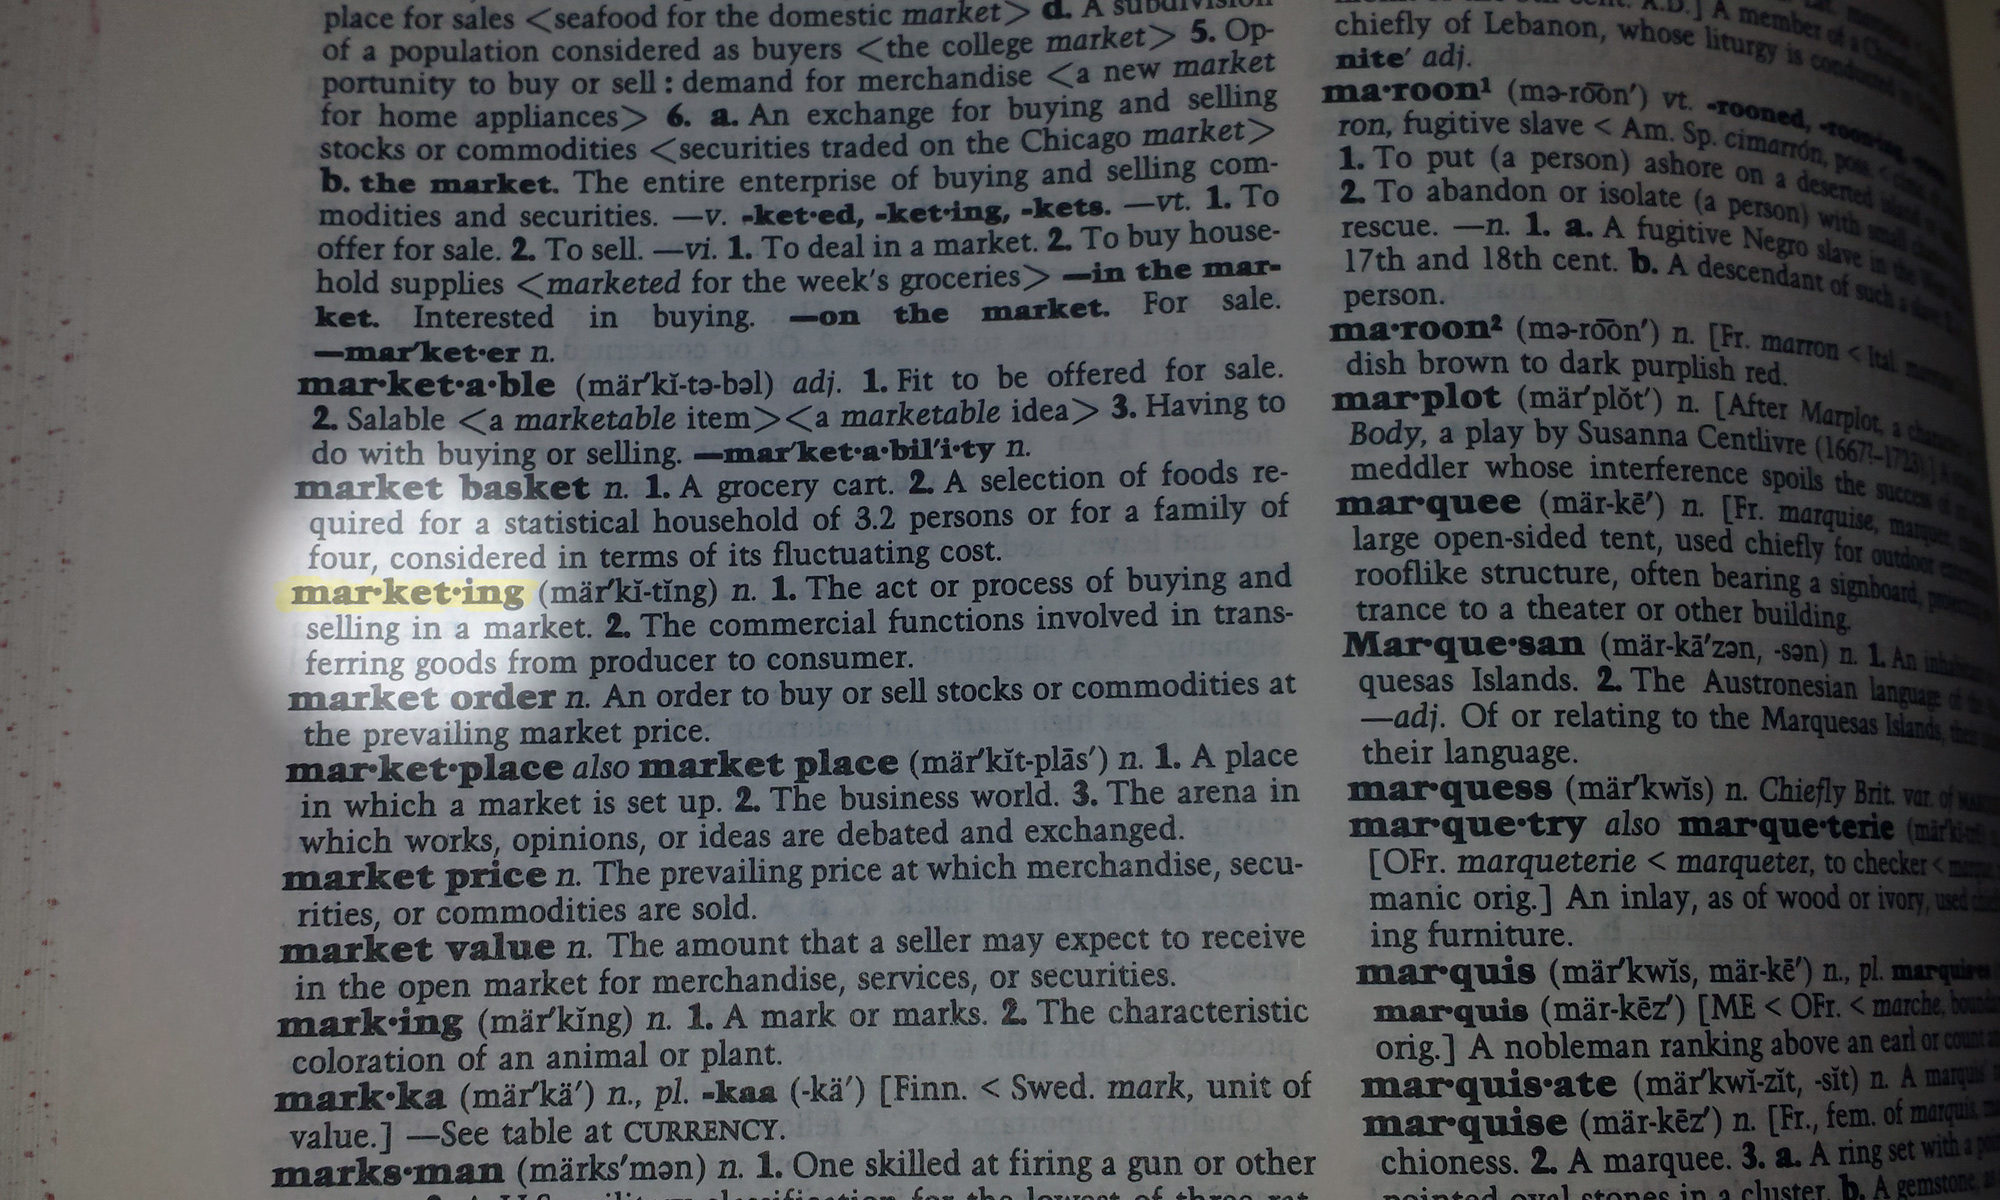 place for sales <seafood for the domestic market> d. A subdivision
of a population considered as buyers <the college market> 5. Op-
portunity to buy or sell : demand for merchandise <a new market
for home appliances> 6. a. An exchange for buying and selling
stocks or commodities <securities traded on the Chicago market>
b. the market. The entire enterprise of buying and selling com-
modities and securities. —v. -ket·ed, -ket·ing, -kets. —vt. 1. To
offer for sale. 2. To sell. —vi. 1. To deal in a market. 2. To buy house-
hold supplies <marketed for the week's groceries> —in the mar-
ket. Interested in buying. —on the market. For sale.
—mar′ket·er n.
mar·ket·a·ble (mär′kĭ-tə-bəl) adj. 1. Fit to be offered for sale.
2. Salable <a marketable item><a marketable idea> 3. Having to
do with buying or selling. —mar′ket·a·bil′i·ty n.
market basket n. 1. A grocery cart. 2. A selection of foods re-
quired for a statistical household of 3.2 persons or for a family of
four, considered in terms of its fluctuating cost.
mar·ket·ing (mär′kĭ-tĭng) n. 1. The act or process of buying and
selling in a market. 2. The commercial functions involved in trans-
ferring goods from producer to consumer.
market order n. An order to buy or sell stocks or commodities at
the prevailing market price.
mar·ket·place also market place (mär′kĭt-plās′) n. 1. A place
in which a market is set up. 2. The business world. 3. The arena in
which works, opinions, or ideas are debated and exchanged.
market price n. The prevailing price at which merchandise, secu-
rities, or commodities are sold.
market value n. The amount that a seller may expect to receive
in the open market for merchandise, services, or securities.
mark·ing (mär′kĭng) n. 1. A mark or marks. 2. The characteristic
coloration of an animal or plant.
mark·ka (mär′kä′) n., pl. -kaa (-kä′) [Finn. < Swed. mark, unit of
value.] —See table at CURRENCY.
marks·man (märks′mən) n. 1. One skilled at firing a gun or other
A.D.] A member of a
chiefly of Lebanon, whose liturgy is conducted
nite′ adj.
ma·roon¹ (mə-ro͞on′) vt. -rooned, -roon·ing,
ron, fugitive slave < Am. Sp. cimarrón, poss. <
1. To put (a person) ashore on a deserted island
2. To abandon or isolate (a person) with small
rescue. —n. 1. a. A fugitive Negro slave in the
17th and 18th cent. b. A descendant of such a
person.
ma·roon² (mə-ro͞on′) n. [Fr. marron < Ital.
dish brown to dark purplish red.
mar·plot (mär′plŏt′) n. [After Marplot, a
Body, a play by Susanna Centlivre (1667?–1723).]
meddler whose interference spoils the success
mar·quee (mär-kē′) n. [Fr. marquise,
large open-sided tent, used chiefly for outdoor
rooflike structure, often bearing a signboard,
trance to a theater or other building.
Mar·que·san (mär-kā′zən, -sən) n. 1. An
quesas Islands. 2. The Austronesian language
—adj. Of or relating to the Marquesas Islands,
their language.
mar·quess (mär′kwĭs) n. Chiefly Brit. var. of
mar·que·try also mar·que·terie
[OFr. marqueterie < marqueter, to checker <
manic orig.] An inlay, as of wood or ivory, used
ing furniture.
mar·quis (mär′kwĭs, mär-kē′) n., pl.
mar·quis (mär-kēz′) [ME < OFr. < marche,
orig.] A nobleman ranking above an earl or count
mar·quis·ate (mär′kwĭ-zĭt, -sĭt) n. A
mar·quise (mär-kēz′) n. [Fr., fem. of marquis,
chioness. 2. A marquee. 3. a. A ring set with a
pointed oval stones in a cluster. b. A gemstone,